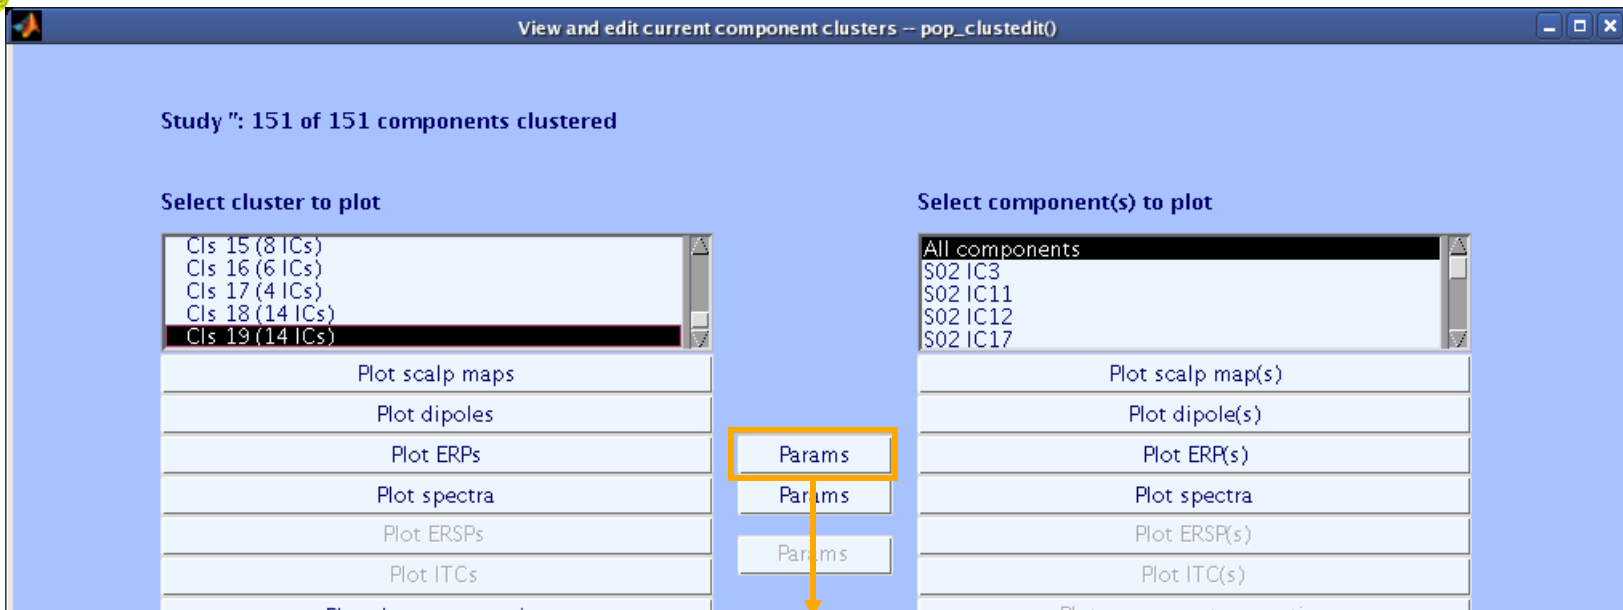 View and edit current component clusters -- pop_clustedit()
Study '': 151 of 151 components clustered
Select cluster to plot
Select component(s) to plot
Cls 15 (8 ICs)
Cls 16 (6 ICs)
Cls 17 (4 ICs)
Cls 18 (14 ICs)
Cls 19 (14 ICs)
All components
S02 IC3
S02 IC11
S02 IC12
S02 IC17
Plot scalp maps
Plot scalp map(s)
Plot dipoles
Plot dipole(s)
Plot ERPs
Params
Plot ERP(s)
Plot spectra
Params
Plot spectra
Plot ERSPs
Params
Plot ERSP(s)
Plot ITCs
Plot ITC(s)